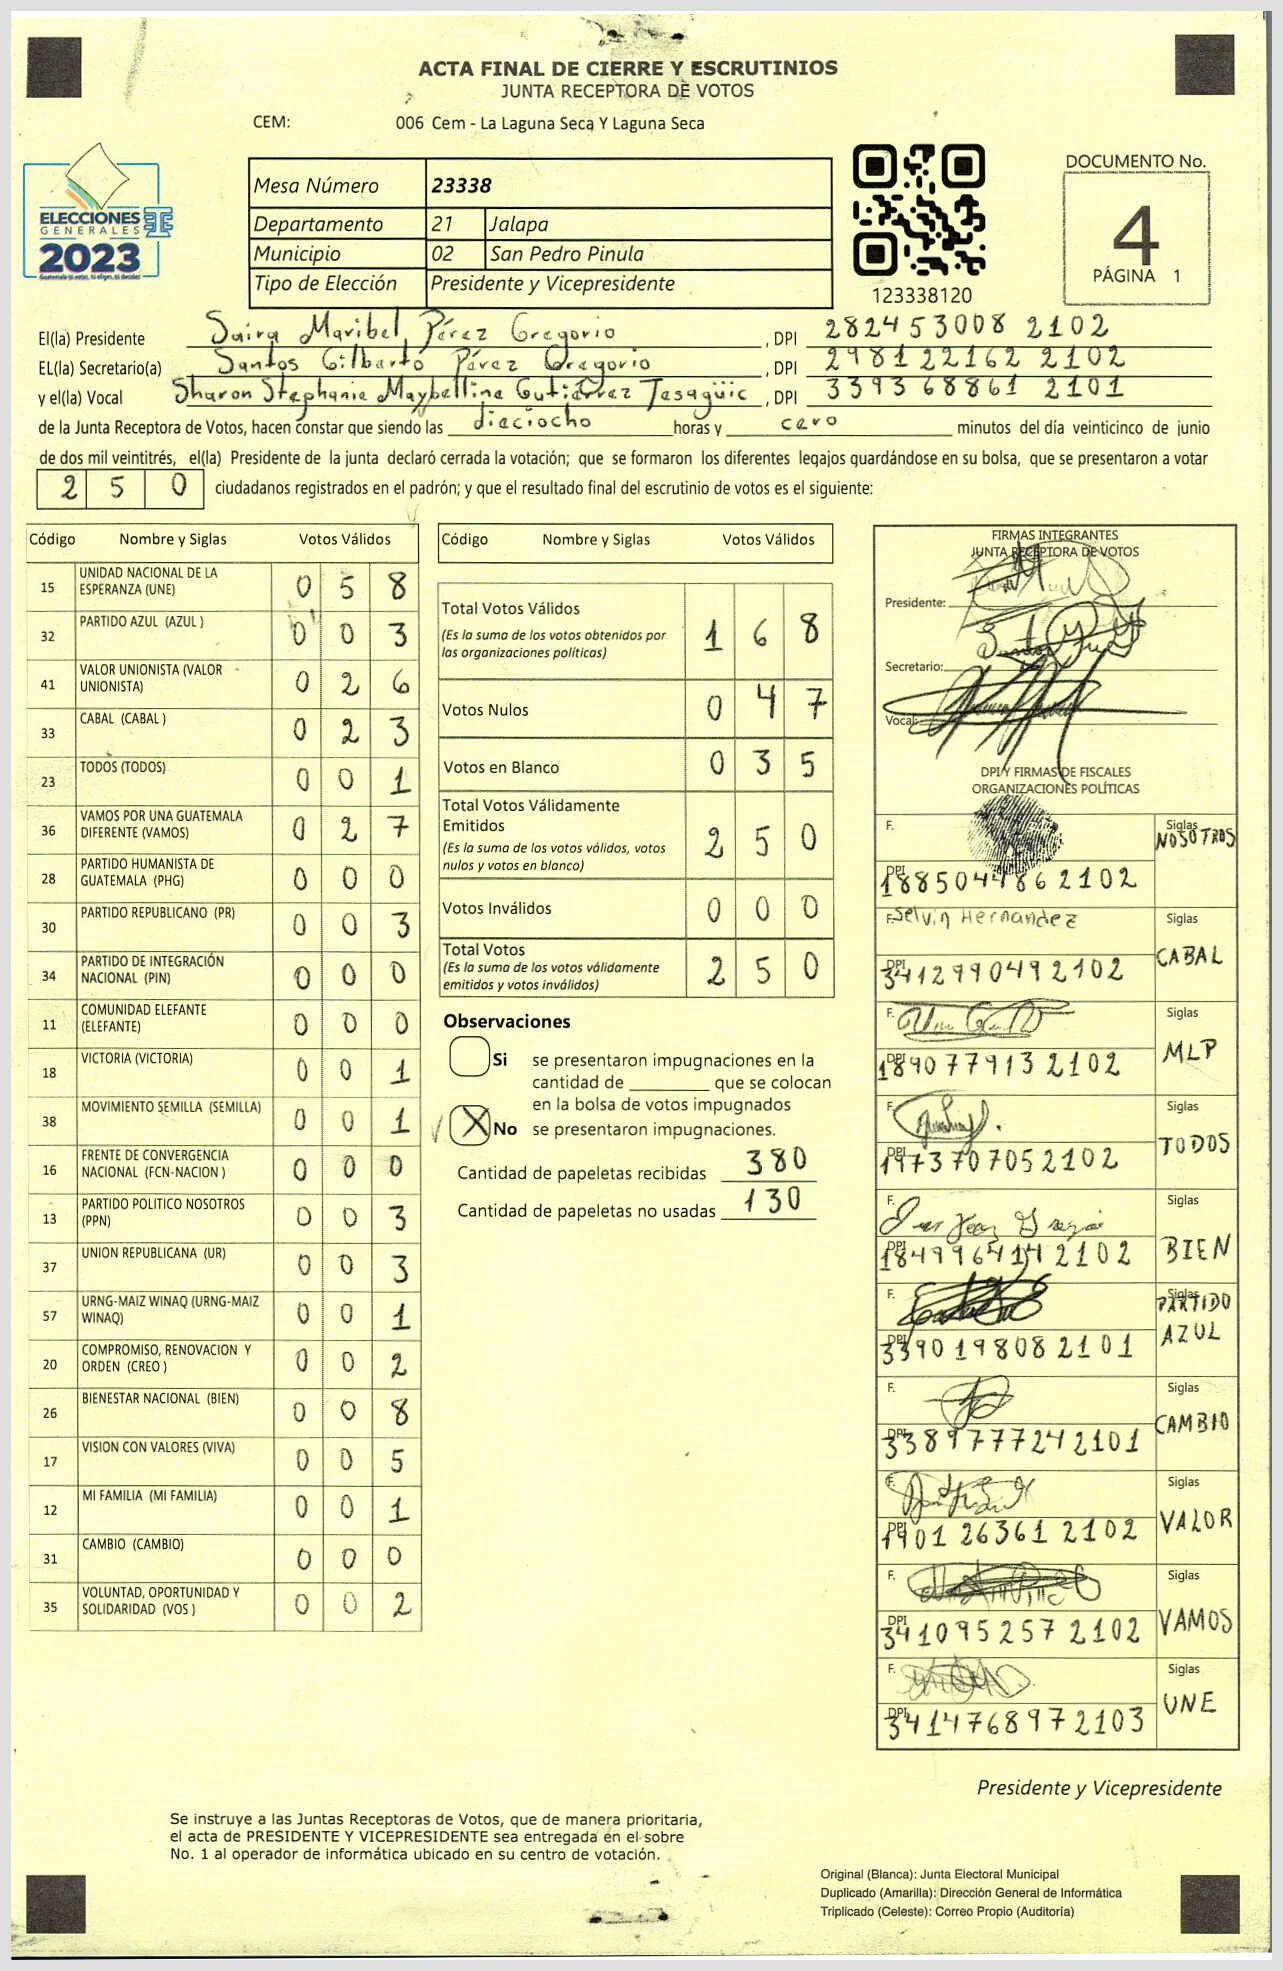 ACTA FINAL DE CIERRE Y ESCRUTINIOS
JUNTA RECEPTORA DE VOTOS
CEM: 006 Cem - La Laguna Seca Y Laguna Seca
ELECCIONES
GENERALES
2023
Mesa Número 23338
Departamento 21 Jalapa
Municipio 02 San Pedro Pinula
Tipo de Elección Presidente y Vicepresidente
123338120
DOCUMENTO No.
4
PÁGINA 1
El(la) Presidente Saira Maribel Pérez Gregorio, DPI 282453008 2102
EL(la) Secretario(a) Santos Gilberto Pérez Gregorio, DPI 298122162 2102
y el(la) Vocal Sharon Stephanie Maybelline Gutiérrez Tasagüic, DPI 339368861 2101
de la Junta Receptora de Votos, hacen constar que siendo las dieciocho horas y cero minutos del día veinticinco de junio
de dos mil veintitrés, el(la) Presidente de la junta declaró cerrada la votación; que se formaron los diferentes legajos guardándose en su bolsa, que se presentaron a votar
2 5 0 ciudadanos registrados en el padrón; y que el resultado final del escrutinio de votos es el siguiente:
Código Nombre y Siglas Votos Válidos
15 UNIDAD NACIONAL DE LA ESPERANZA (UNE) 0 5 8
32 PARTIDO AZUL (AZUL ) 0 0 3
41 VALOR UNIONISTA (VALOR UNIONISTA) 0 2 6
33 CABAL (CABAL ) 0 2 3
23 TODOS (TODOS) 0 0 1
36 VAMOS POR UNA GUATEMALA DIFERENTE (VAMOS) 0 2 7
28 PARTIDO HUMANISTA DE GUATEMALA (PHG) 0 0 0
30 PARTIDO REPUBLICANO (PR) 0 0 3
34 PARTIDO DE INTEGRACIÓN NACIONAL (PIN) 0 0 0
11 COMUNIDAD ELEFANTE (ELEFANTE) 0 0 0
18 VICTORIA (VICTORIA) 0 0 1
38 MOVIMIENTO SEMILLA (SEMILLA) 0 0 1
16 FRENTE DE CONVERGENCIA NACIONAL (FCN-NACION ) 0 0 0
13 PARTIDO POLITICO NOSOTROS (PPN) 0 0 3
37 UNION REPUBLICANA (UR) 0 0 3
57 URNG-MAIZ WINAQ (URNG-MAIZ WINAQ) 0 0 1
20 COMPROMISO, RENOVACION Y ORDEN (CREO ) 0 0 2
26 BIENESTAR NACIONAL (BIEN) 0 0 8
17 VISION CON VALORES (VIVA) 0 0 5
12 MI FAMILIA (MI FAMILIA) 0 0 1
31 CAMBIO (CAMBIO) 0 0 0
35 VOLUNTAD, OPORTUNIDAD Y SOLIDARIDAD (VOS ) 0 0 2
Código Nombre y Siglas Votos Válidos
Total Votos Válidos 1 6 8
(Es la suma de los votos obtenidos por
las organizaciones políticas)
Votos Nulos 0 4 7
Votos en Blanco 0 3 5
Total Votos Válidamente
Emitidos 2 5 0
(Es la suma de los votos válidos, votos
nulos y votos en blanco)
Votos Inválidos 0 0 0
Total Votos 2 5 0
(Es la suma de los votos válidamente
emitidos y votos inválidos)
Observaciones
Si se presentaron impugnaciones en la
cantidad de ________ que se colocan
en la bolsa de votos impugnados
X No se presentaron impugnaciones.
Cantidad de papeletas recibidas 380
Cantidad de papeletas no usadas 130
FIRMAS INTEGRANTES
JUNTA RECEPTORA DE VOTOS
Presidente:
Secretario:
Vocal:
DPI Y FIRMAS DE FISCALES
ORGANIZACIONES POLÍTICAS
F. Siglas NOSOTROS
DPI 188504486 2102
F. Selvin Hernandez Siglas CABAL
DPI 341299049 2102
F. Siglas MLP
DPI 189077913 2102
F. Siglas TODOS
DPI 197370705 2102
F. Siglas BIEN
DPI 184996414 2102
F. Siglas PARTIDO AZUL
DPI 339019808 2101
F. Siglas CAMBIO
DPI 338977724 2101
F. Siglas VALOR
DPI 190126361 2102
F. Siglas VAMOS
DPI 341095257 2102
F. Siglas UNE
DPI 341476897 2103
Presidente y Vicepresidente
Se instruye a las Juntas Receptoras de Votos, que de manera prioritaria,
el acta de PRESIDENTE Y VICEPRESIDENTE sea entregada en el sobre
No. 1 al operador de informática ubicado en su centro de votación.
Original (Blanca): Junta Electoral Municipal
Duplicado (Amarilla): Dirección General de Informática
Triplicado (Celeste): Correo Propio (Auditoría)